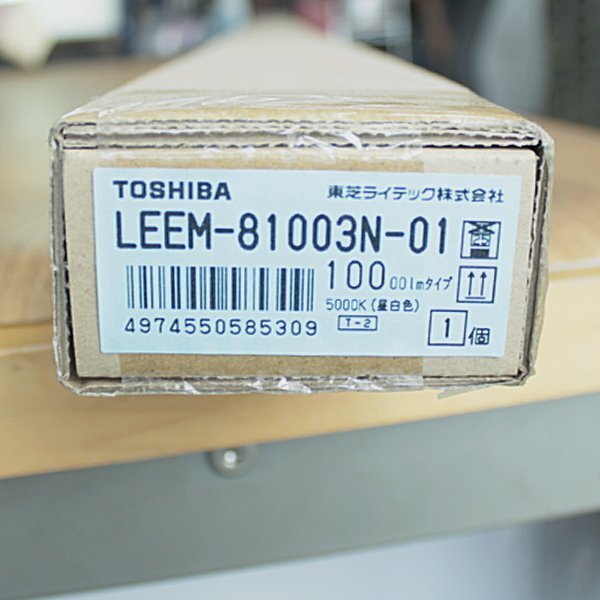 TOSHIBA 東芝ライテック株式会社
LEEM-81003N-01
10000lmタイプ
5000K(昼白色)
4974550585309 T-2 1個